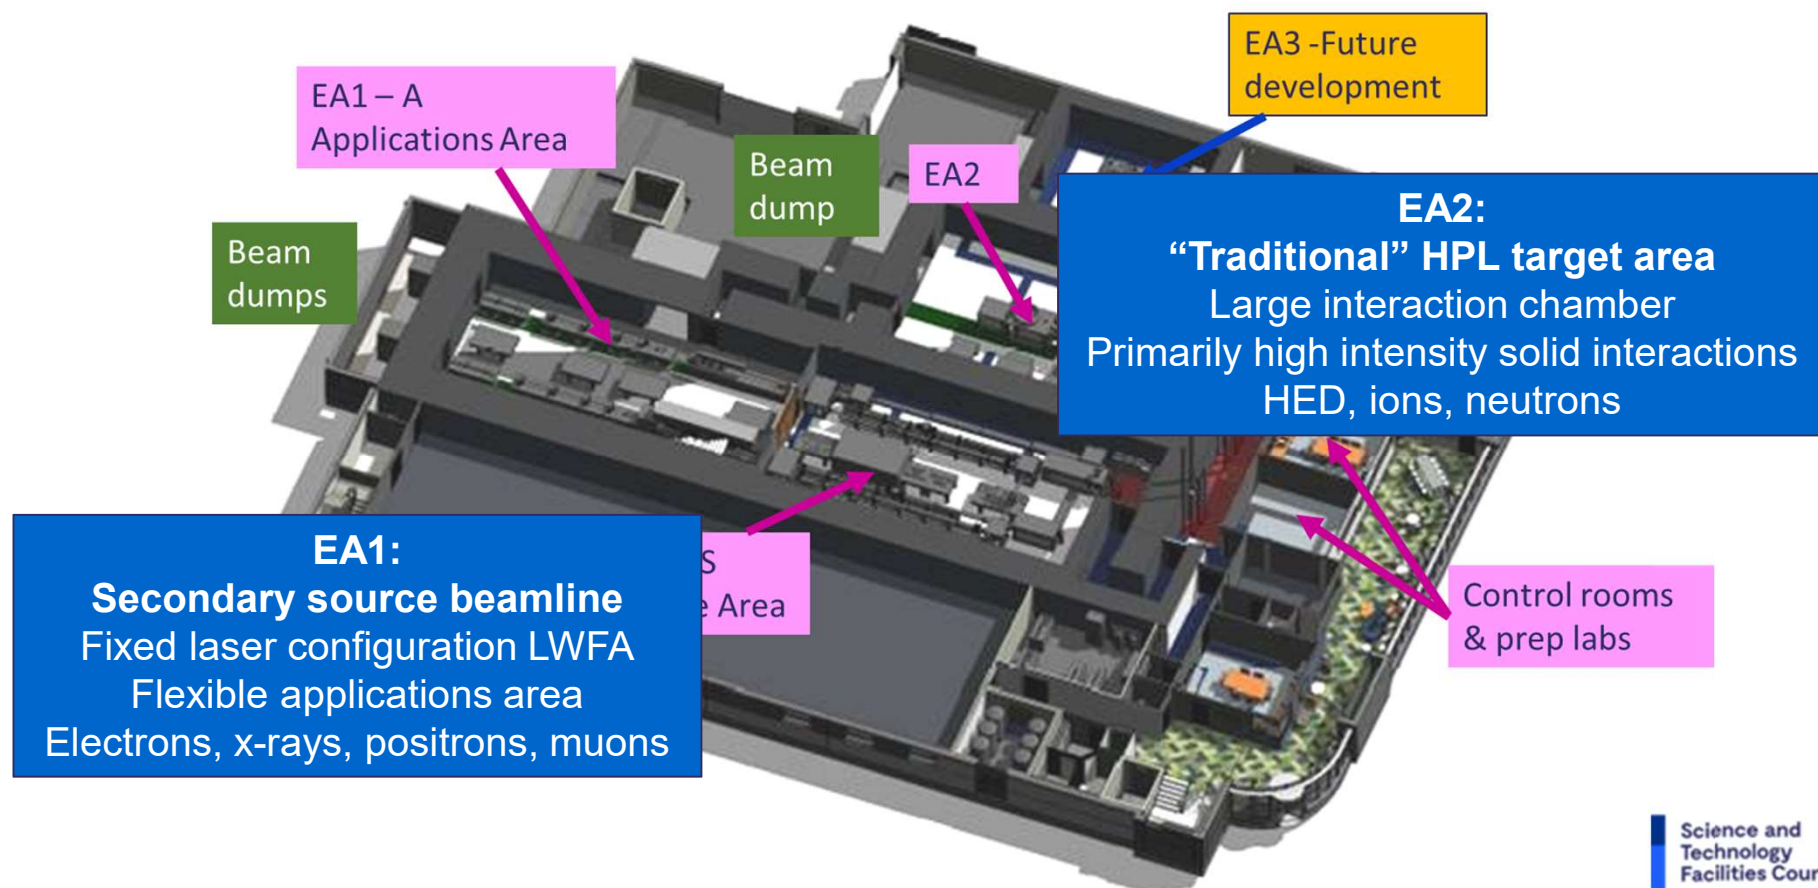 EA3 -Future
development
EA1 – A
Applications Area
Beam
dump
EA2
Beam
dumps
EA2:
“Traditional” HPL target area
Large interaction chamber
Primarily high intensity solid interactions
HED, ions, neutrons
EA1:
Secondary source beamline
Fixed laser configuration LWFA
Flexible applications area
Electrons, x-rays, positrons, muons
S
Area
Control rooms
& prep labs
Science and
Technology
Facilities